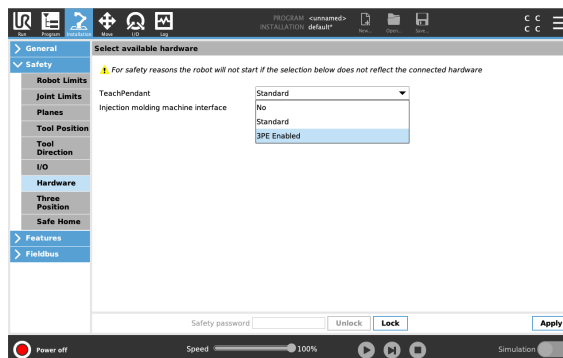 PROGRAM <unnamed>
INSTALLATION default*
Run
Program
Installation
Move
I/O
Log
New...
Open...
Save...
C C
C C
General
Safety
Robot Limits
Joint Limits
Planes
Tool Position
Tool
Direction
I/O
Hardware
Three
Position
Safe Home
Features
Fieldbus
Select available hardware
For safety reasons the robot will not start if the selection below does not reflect the connected hardware
TeachPendant
Standard
Injection molding machine interface
No
Standard
3PE Enabled
Safety password
Unlock
Lock
Apply
Power off
Speed
100%
Simulation